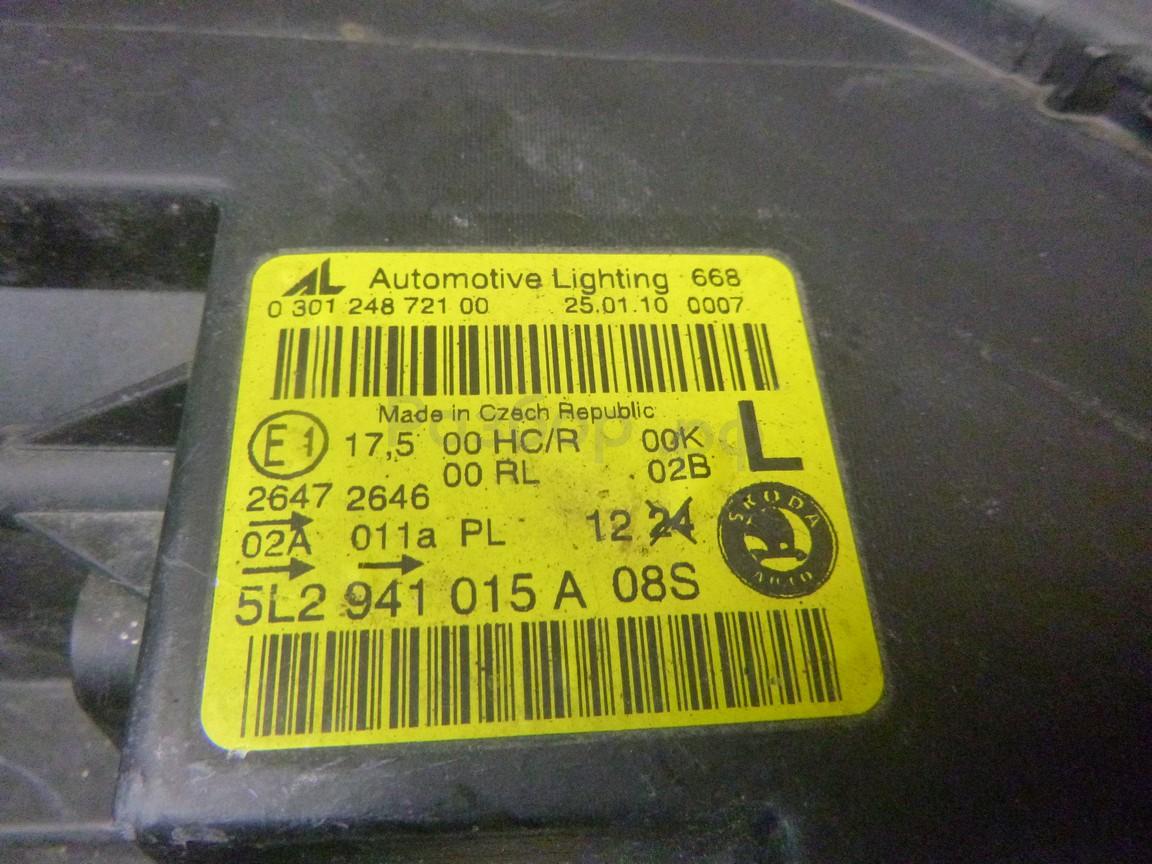 AL Automotive Lighting 668
0 301 248 721 00 25.01.10 0007
Made in Czech Republic
E1 17,5 00 HC/R 00K L
00 RL 02B
2647 2646
02A 011a PL 12 24
SKODA AUTO
5L2 941 015 A 08S